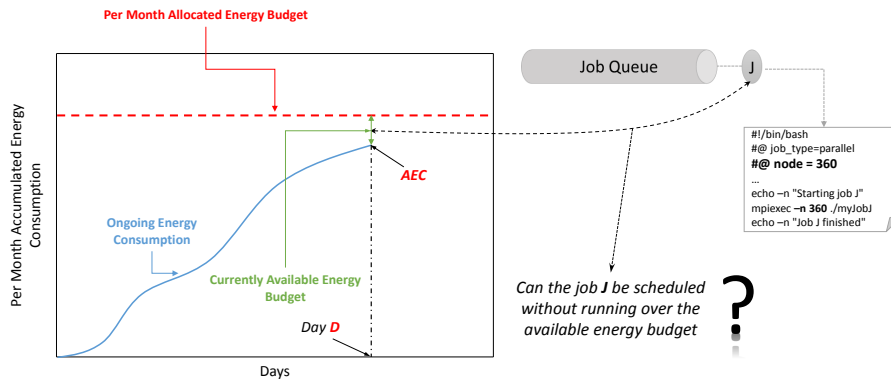 Per Month Allocated Energy Budget
Per Month Accumulated Energy
Consumption
Ongoing Energy
Consumption
Currently Available Energy
Budget
AEC
Day D
Days
Job Queue
J
#!/bin/bash
#@ job_type=parallel
#@ node = 360
...
echo –n "Starting job J"
mpiexec –n 360 ./myJobJ
echo –n "Job J finished"
Can the job J be scheduled
without running over the
available energy budget
?